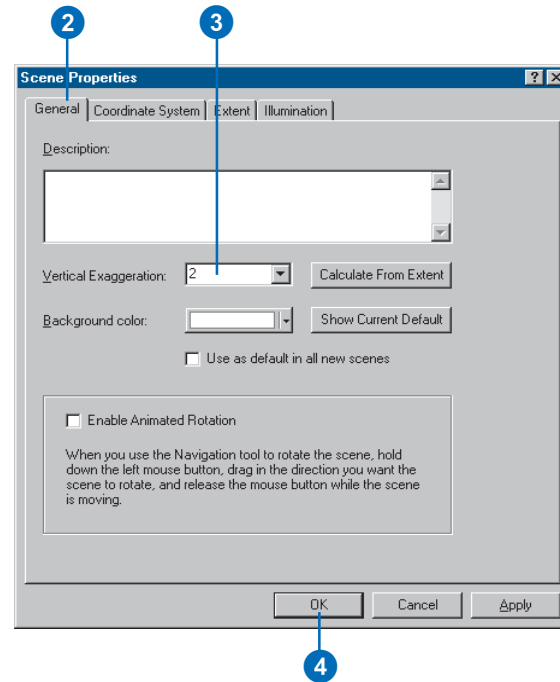 2 3
Scene Properties ? X
General Coordinate System Extent Illumination
Description:
Vertical Exaggeration: 2 Calculate From Extent
Background color: Show Current Default
Use as default in all new scenes
Enable Animated Rotation
When you use the Navigation tool to rotate the scene, hold
down the left mouse button, drag in the direction you want the
scene to rotate, and release the mouse button while the scene
is moving.
OK Cancel Apply
4